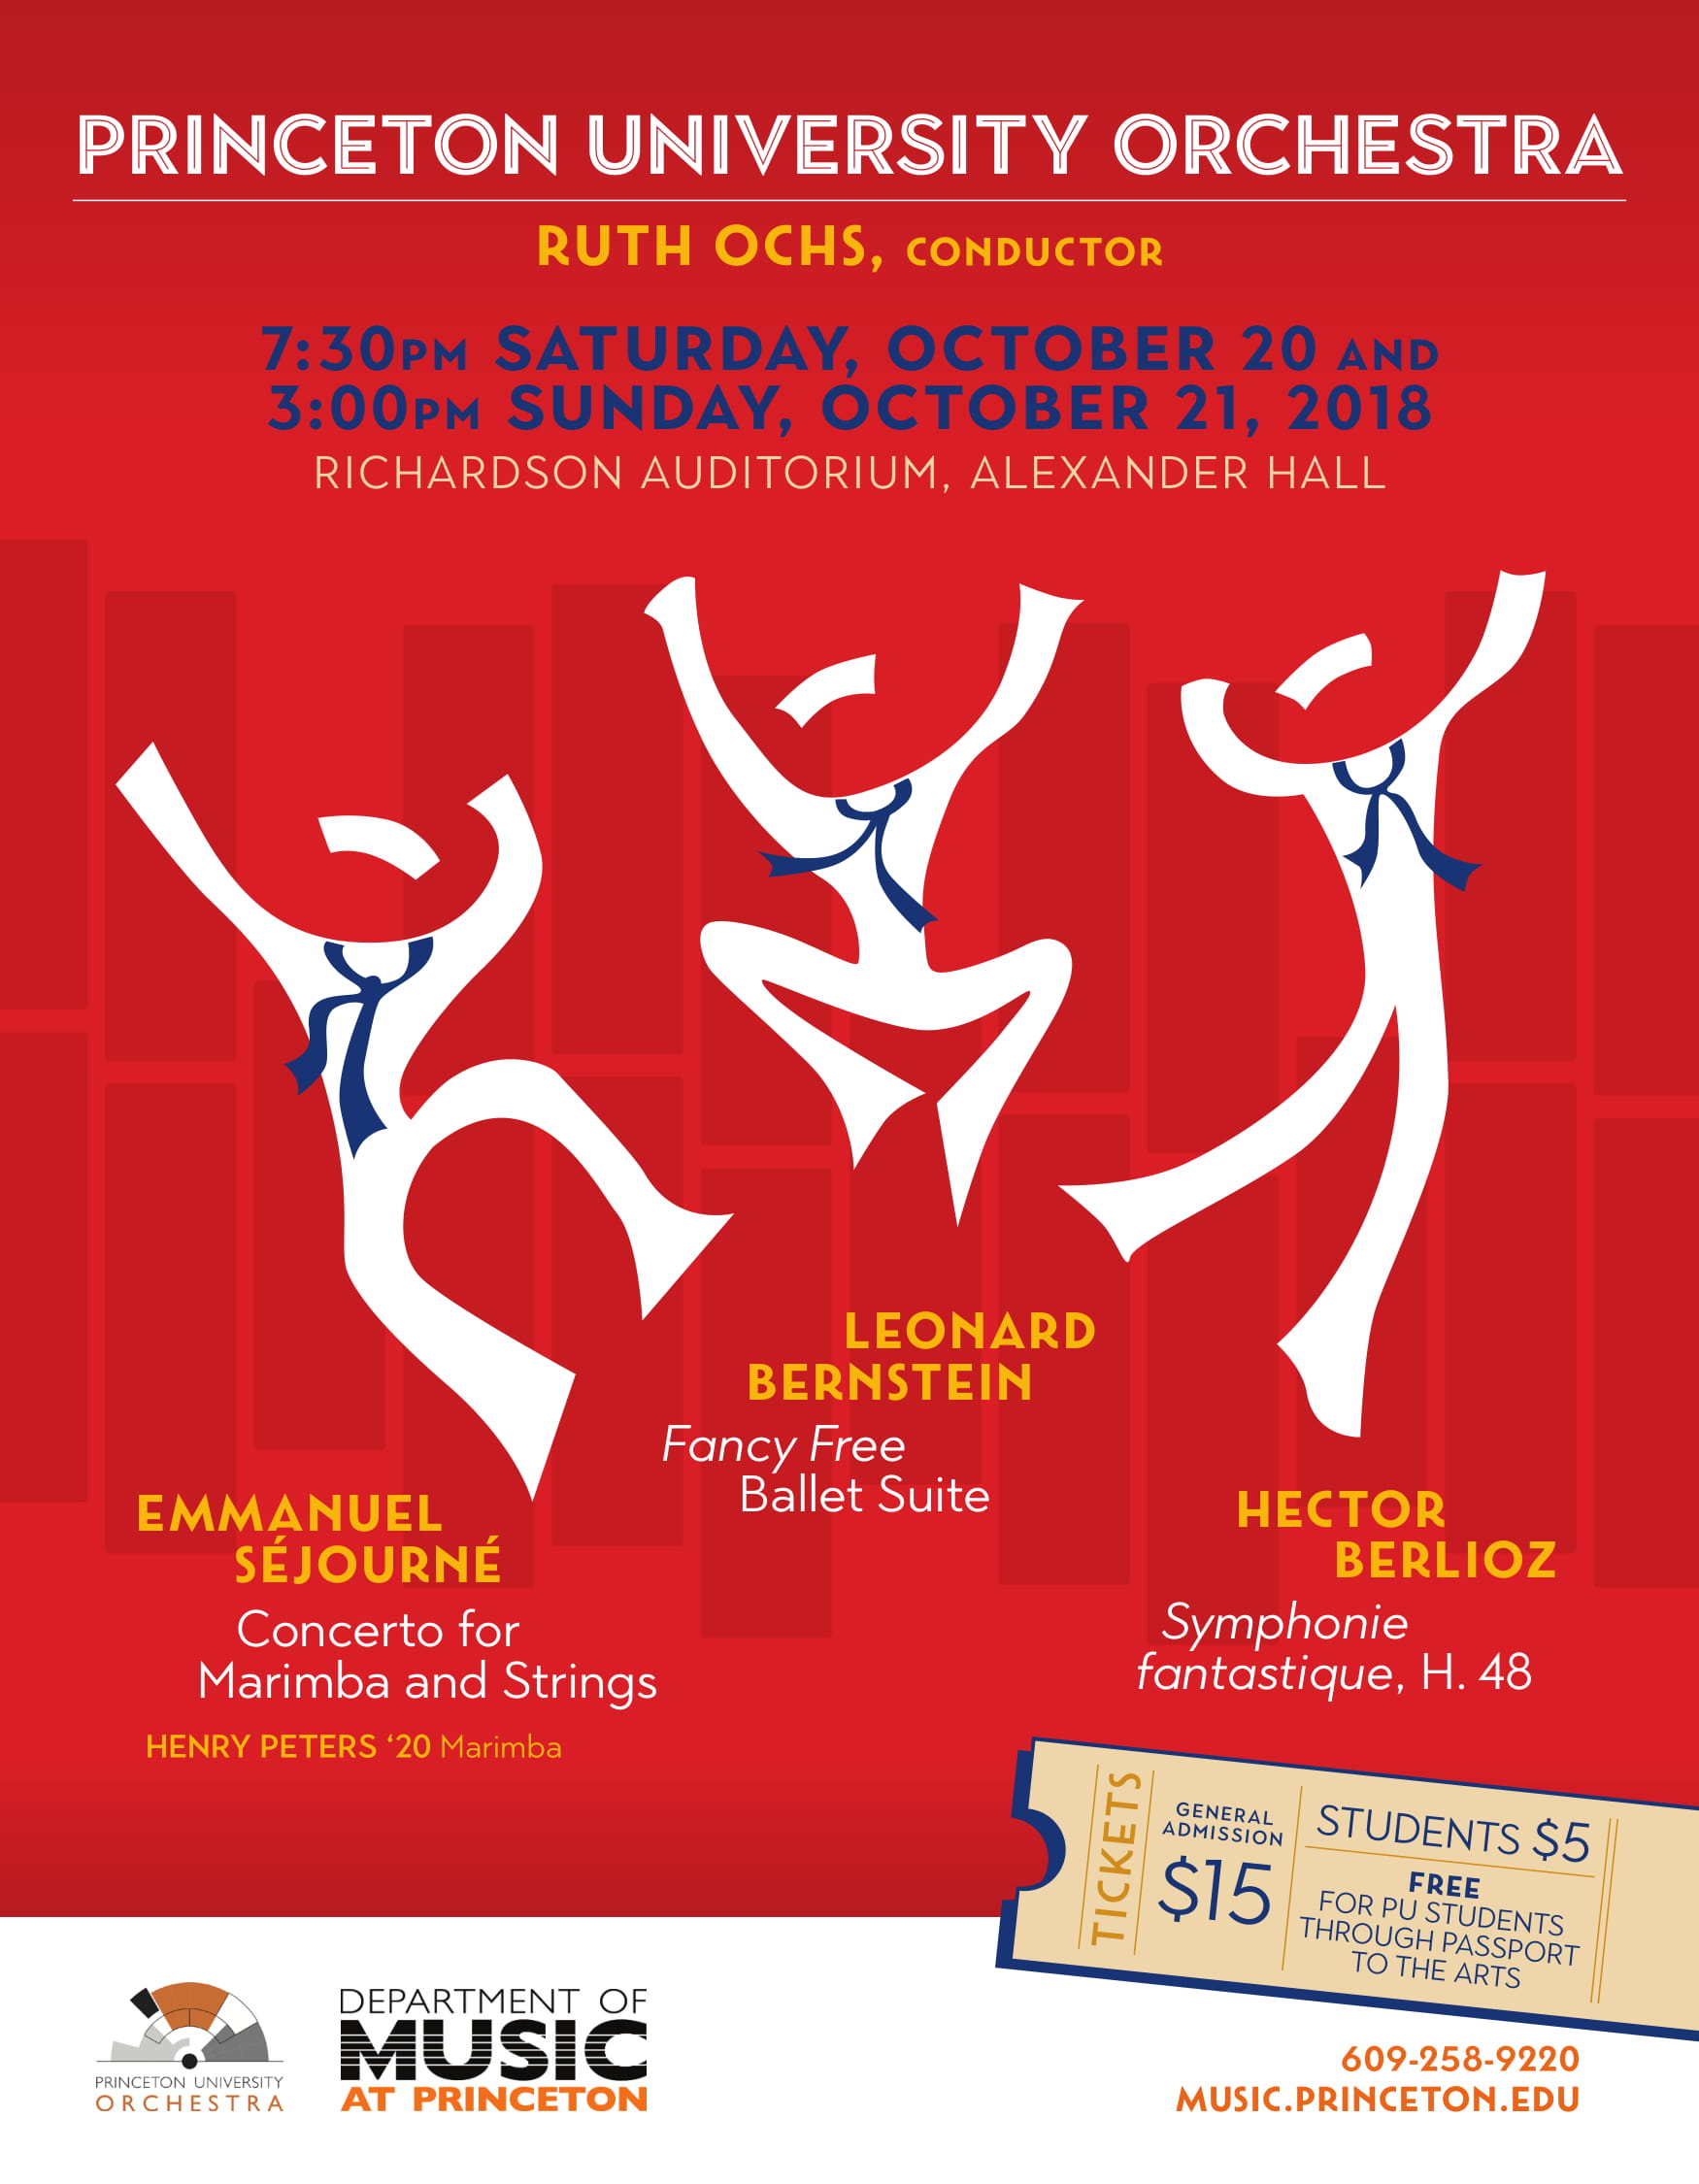 PRINCETON UNIVERSITY ORCHESTRA
RUTH OCHS, CONDUCTOR
7:30PM SATURDAY, OCTOBER 20 AND
3:00PM SUNDAY, OCTOBER 21, 2018
RICHARDSON AUDITORIUM, ALEXANDER HALL
EMMANUEL
SÉJOURNÉ
Concerto for
Marimba and Strings
HENRY PETERS ‘20 Marimba
LEONARD
BERNSTEIN
Fancy Free
Ballet Suite
HECTOR
BERLIOZ
Symphonie
fantastique, H. 48
TICKETS
GENERAL
ADMISSION
$15
STUDENTS $5
FREE
FOR PU STUDENTS
THROUGH PASSPORT
TO THE ARTS
PRINCETON UNIVERSITY
ORCHESTRA
DEPARTMENT OF
MUSIC
AT PRINCETON
609-258-9220
MUSIC.PRINCETON.EDU